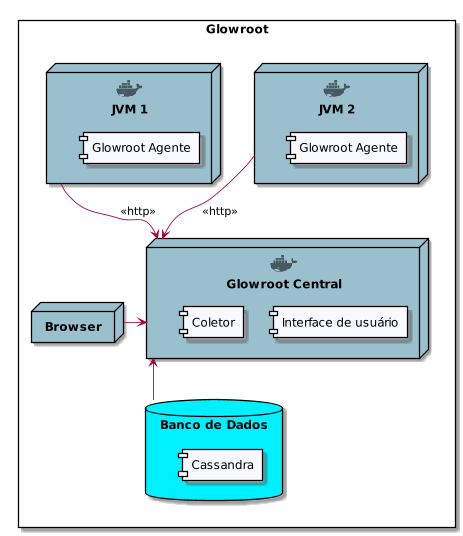 Glowroot
JVM 1
Glowroot Agente
JVM 2
Glowroot Agente
«http»
«http»
Glowroot Central
Coletor
Interface de usuário
Browser
Banco de Dados
Cassandra